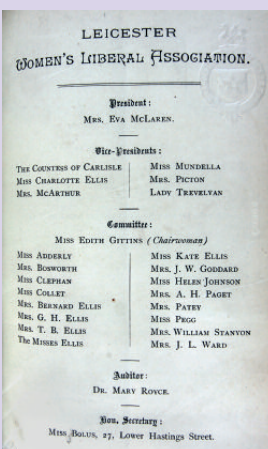 LEICESTER
WOMEN'S LIBERAL ASSOCIATION.
President:
MRS. EVA MCLAREN.
Vice-Presidents:
THE COUNTESS OF CARLISLE
MISS CHARLOTTE ELLIS
MRS. MCARTHUR
MISS MUNDELLA
MRS. PICTON
LADY TREVELYAN
Committee:
MISS EDITH GITTINS (Chairwoman)
MISS ADDERLY
MRS. BOSWORTH
MISS CLEPHAN
MISS COLLET
MRS. BERNARD ELLIS
MRS. G. H. ELLIS
MRS. T. B. ELLIS
THE MISSES ELLIS
MISS KATE ELLIS
MRS. J. W. GODDARD
MISS HELEN JOHNSON
MRS. A. H. PAGET
MRS. PATEY
MISS PEGG
MRS. WILLIAM STANYON
MRS. J. L. WARD
Auditor:
DR. MARY ROYCE.
Hon. Secretary:
MISS BOLUS, 27, LOWER HASTINGS STREET.